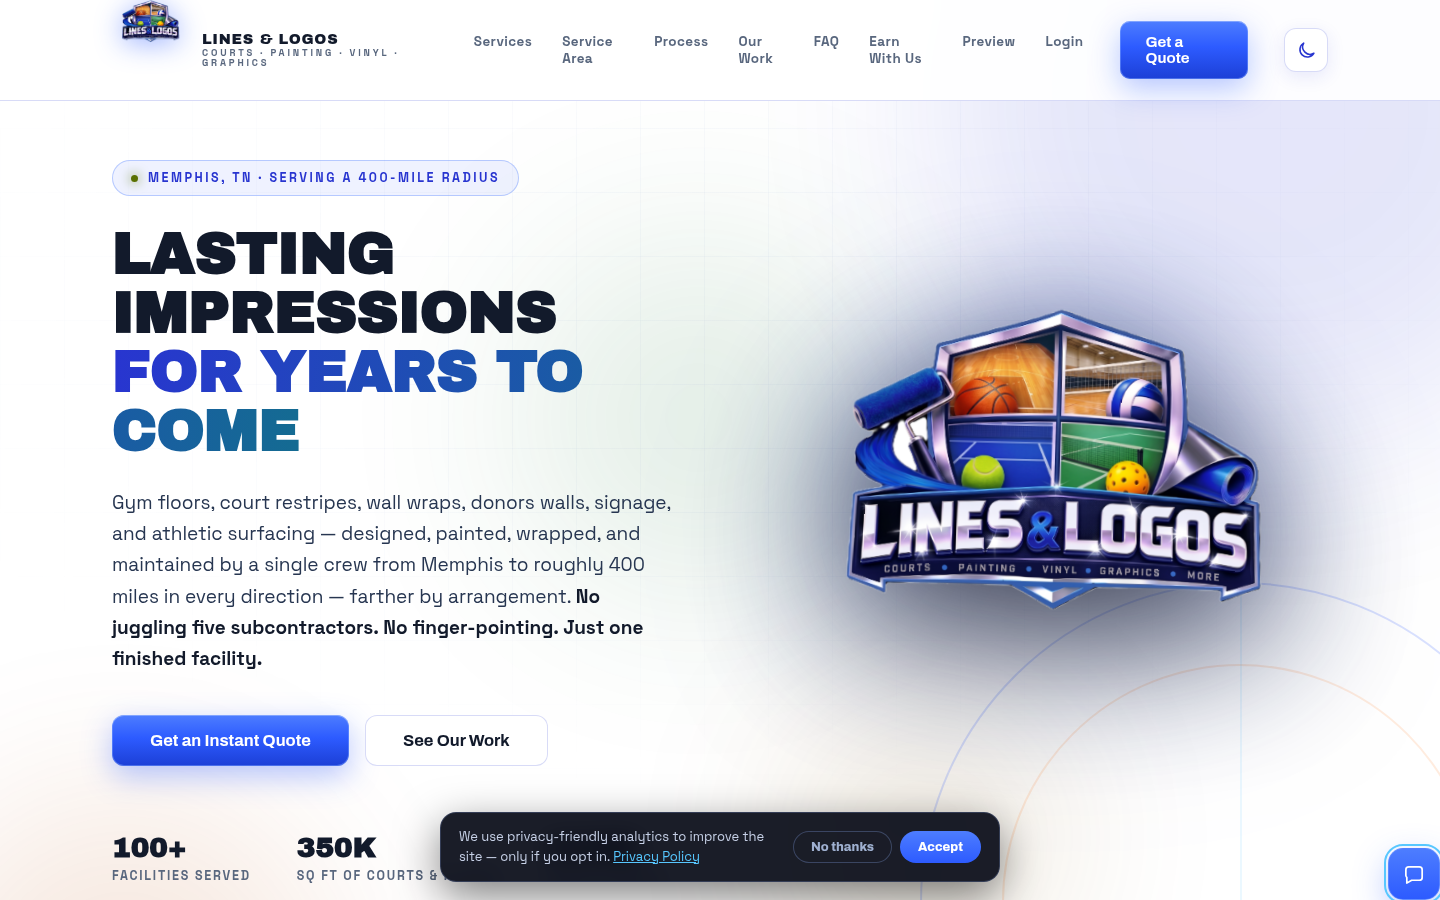 LINES & LOGOS
LINES & LOGOS
COURTS · PAINTING · VINYL ·
GRAPHICS
Services
Service
Area
Process
Our
Work
FAQ
Earn
With Us
Preview
Login
Get a
Quote
MEMPHIS, TN · SERVING A 400-MILE RADIUS
LASTING
IMPRESSIONS
FOR YEARS TO
COME
Gym floors, court restripes, wall wraps, donors walls, signage,
and athletic surfacing — designed, painted, wrapped, and
maintained by a single crew from Memphis to roughly 400
miles in every direction — farther by arrangement. No
juggling five subcontractors. No finger-pointing. Just one
finished facility.
Get an Instant Quote
See Our Work
LINES & LOGOS
COURTS • PAINTING • VINYL • GRAPHICS • MORE
100+
FACILITIES SERVED
350K
SQ FT OF COURTS &
We use privacy-friendly analytics to improve the
site — only if you opt in. Privacy Policy
No thanks
Accept